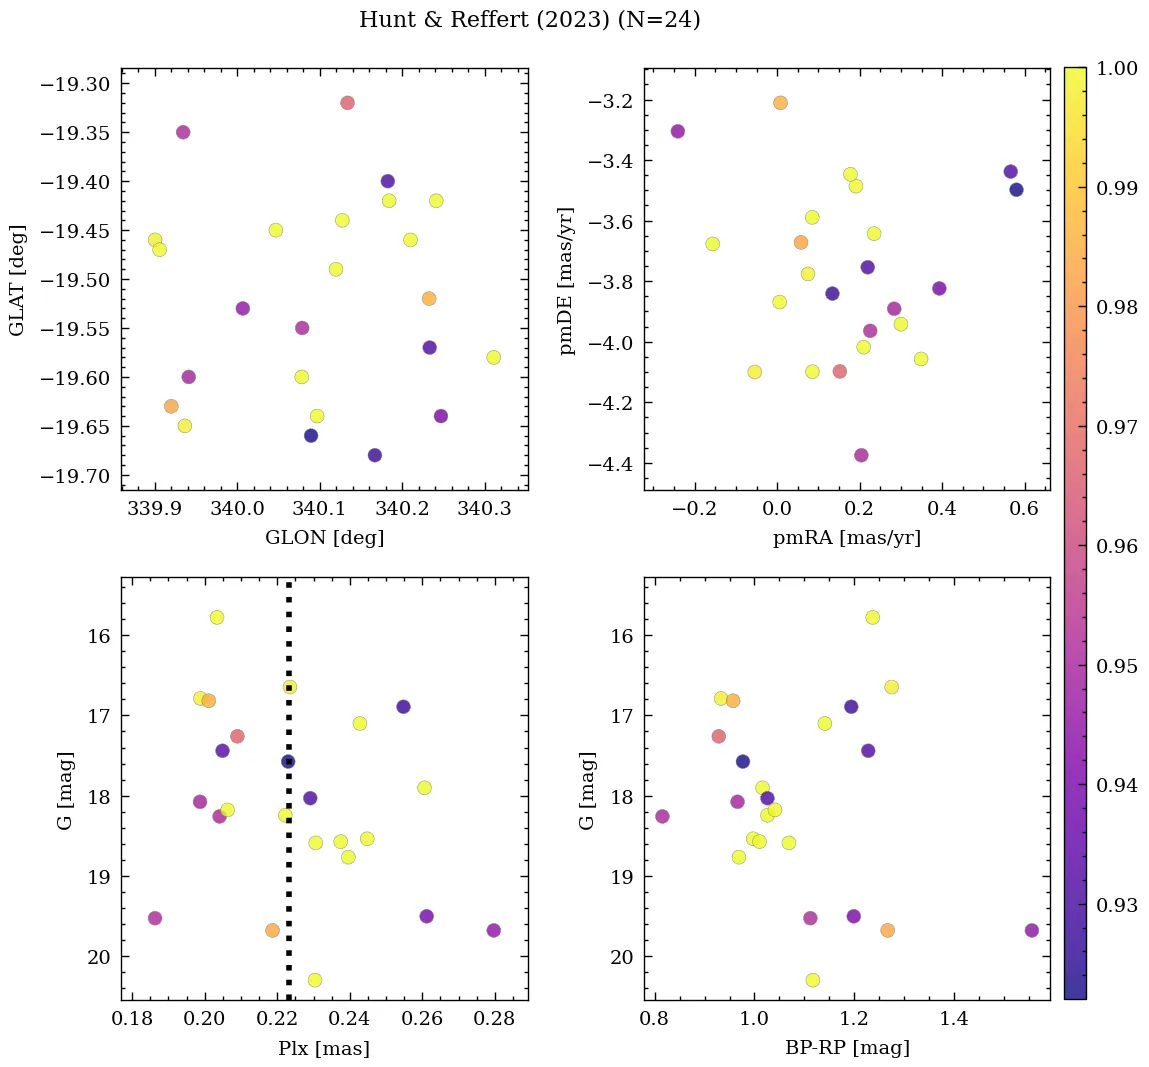 Hunt & Reffert (2023) (N=24)
−19.30
−19.35
−19.40
−19.45
−19.50
−19.55
−19.60
−19.65
−19.70
GLAT [deg]
339.9 340.0 340.1 340.2 340.3
GLON [deg]
−3.2
−3.4
−3.6
−3.8
−4.0
−4.2
−4.4
pmDE [mas/yr]
−0.2 0.0 0.2 0.4 0.6
pmRA [mas/yr]
16
17
18
19
20
G [mag]
0.18 0.20 0.22 0.24 0.26 0.28
Plx [mas]
16
17
18
19
20
G [mag]
0.8 1.0 1.2 1.4
BP-RP [mag]
1.00
0.99
0.98
0.97
0.96
0.95
0.94
0.93